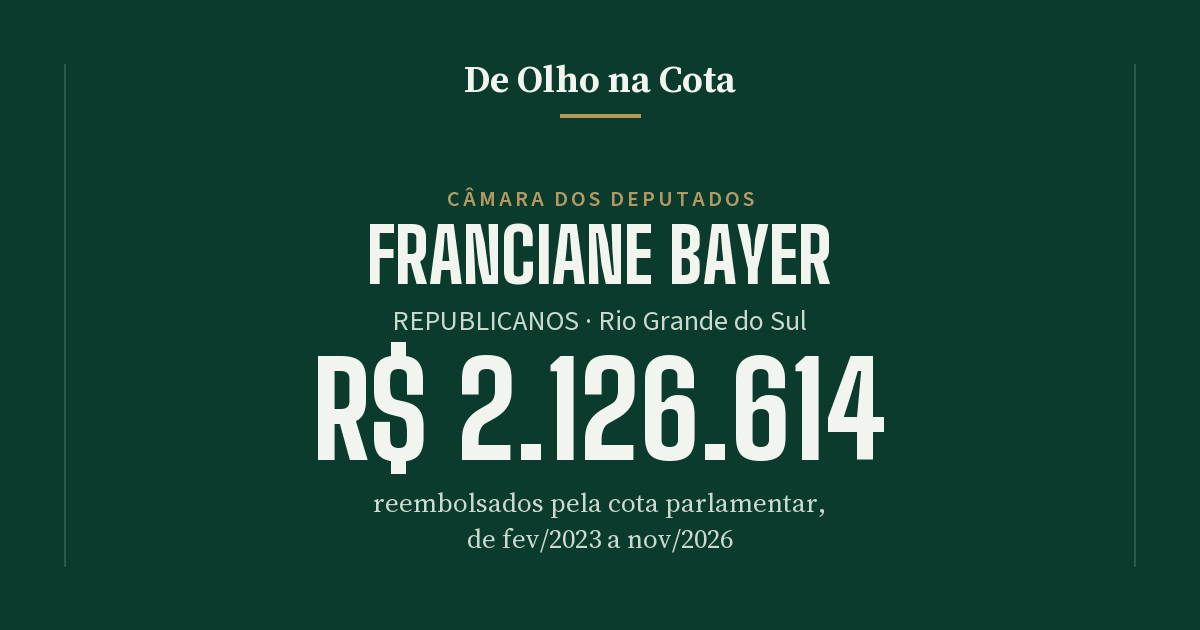 De Olho na Cota
CÂMARA DOS DEPUTADOS
FRANCIANE BAYER
REPUBLICANOS · Rio Grande do Sul
R$ 2.126.614
reembolsados pela cota parlamentar,
de fev/2023 a nov/2026